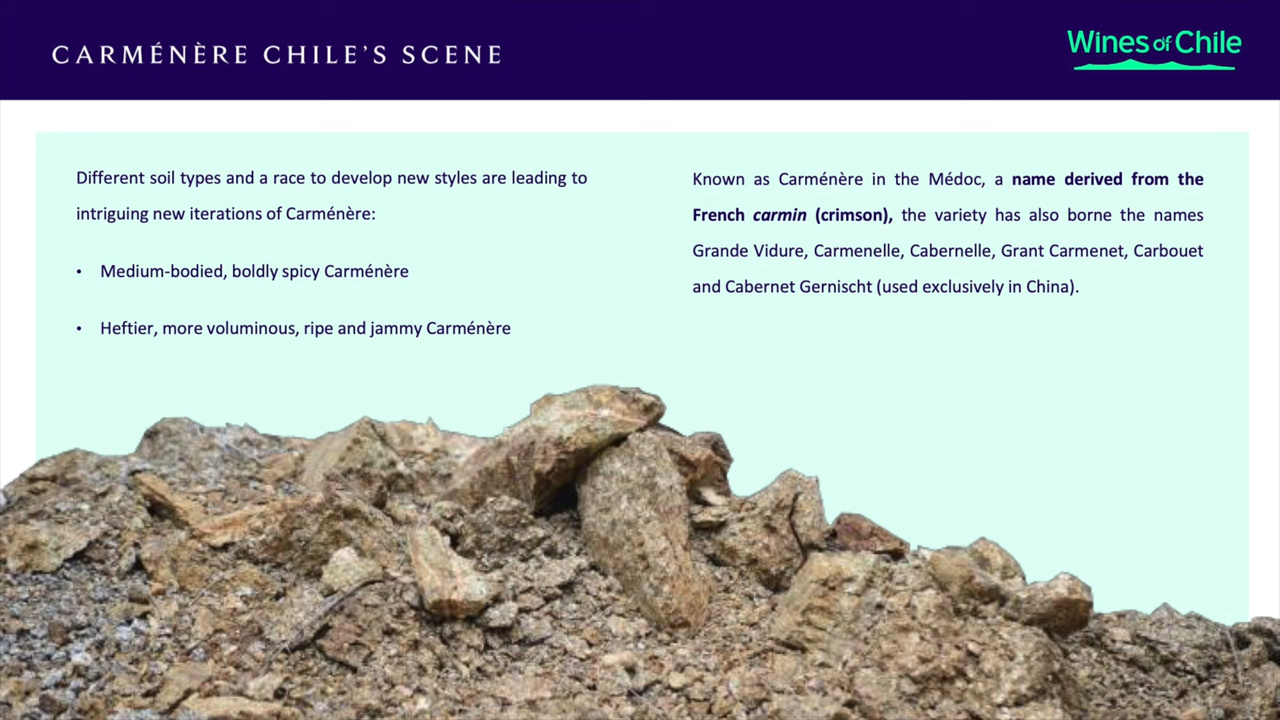 CARMÉNÈRE CHILE'S SCENE
Wines of Chile
Different soil types and a race to develop new styles are leading to
intriguing new iterations of Carménère:
• Medium-bodied, boldly spicy Carménère
• Heftier, more voluminous, ripe and jammy Carménère
Known as Carménère in the Médoc, a name derived from the
French carmin (crimson), the variety has also borne the names
Grande Vidure, Carmenelle, Cabernelle, Grant Carmenet, Carbouet
and Cabernet Gernischt (used exclusively in China).